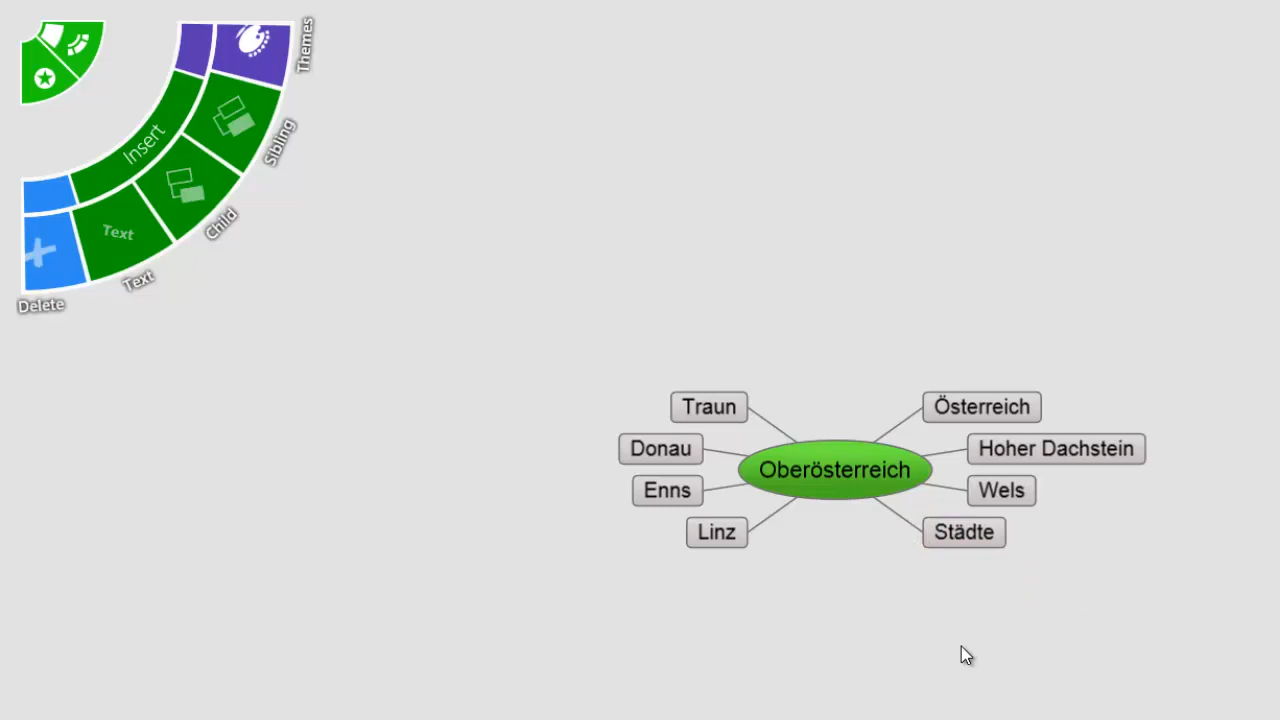 Themes
Sibling
Insert
Child
Text
Text
Delete
Traun
Österreich
Donau
Hoher Dachstein
Oberösterreich
Enns
Wels
Linz
Städte